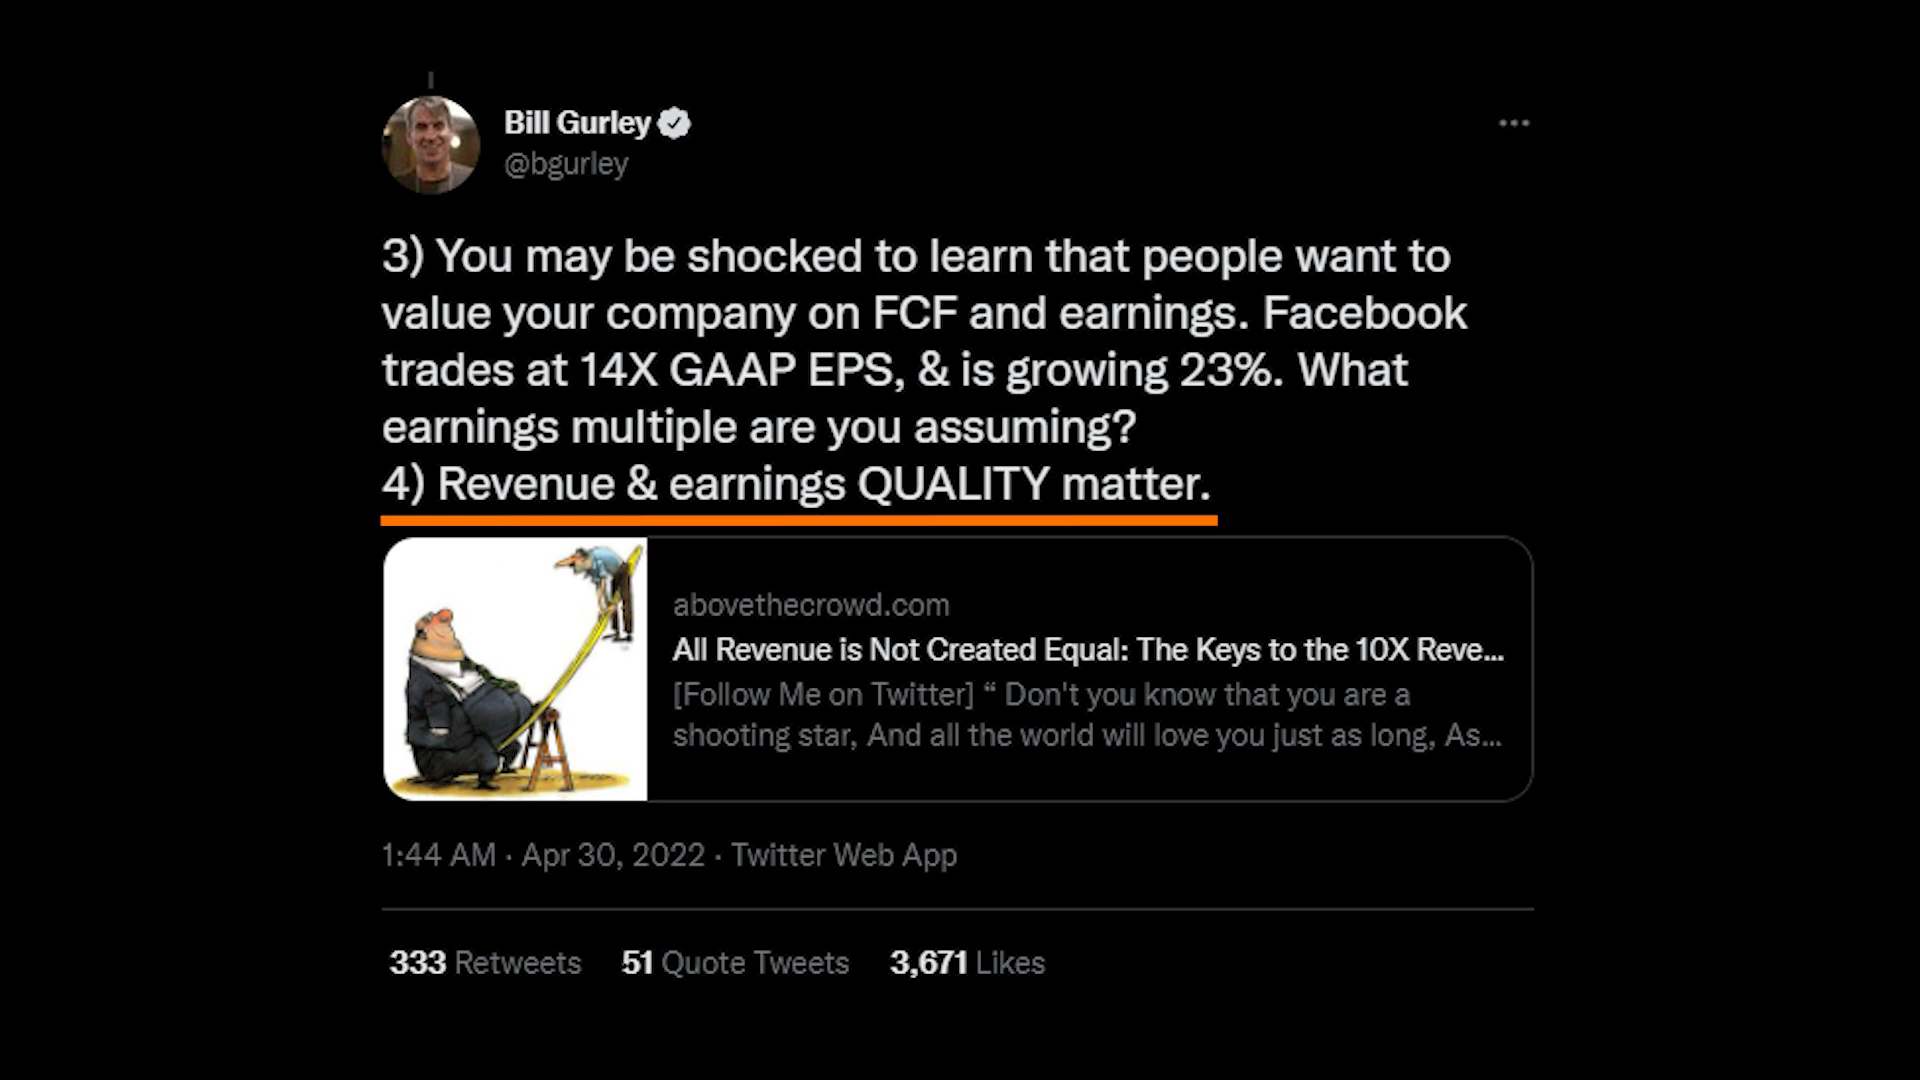 Bill Gurley
@bgurley
3) You may be shocked to learn that people want to
value your company on FCF and earnings. Facebook
trades at 14X GAAP EPS, & is growing 23%. What
earnings multiple are you assuming?
4) Revenue & earnings QUALITY matter.
abovethecrowd.com
All Revenue is Not Created Equal: The Keys to the 10X Reve...
[Follow Me on Twitter] “ Don't you know that you are a
shooting star, And all the world will love you just as long, As...
1:44 AM · Apr 30, 2022 · Twitter Web App
333 Retweets 51 Quote Tweets 3,671 Likes